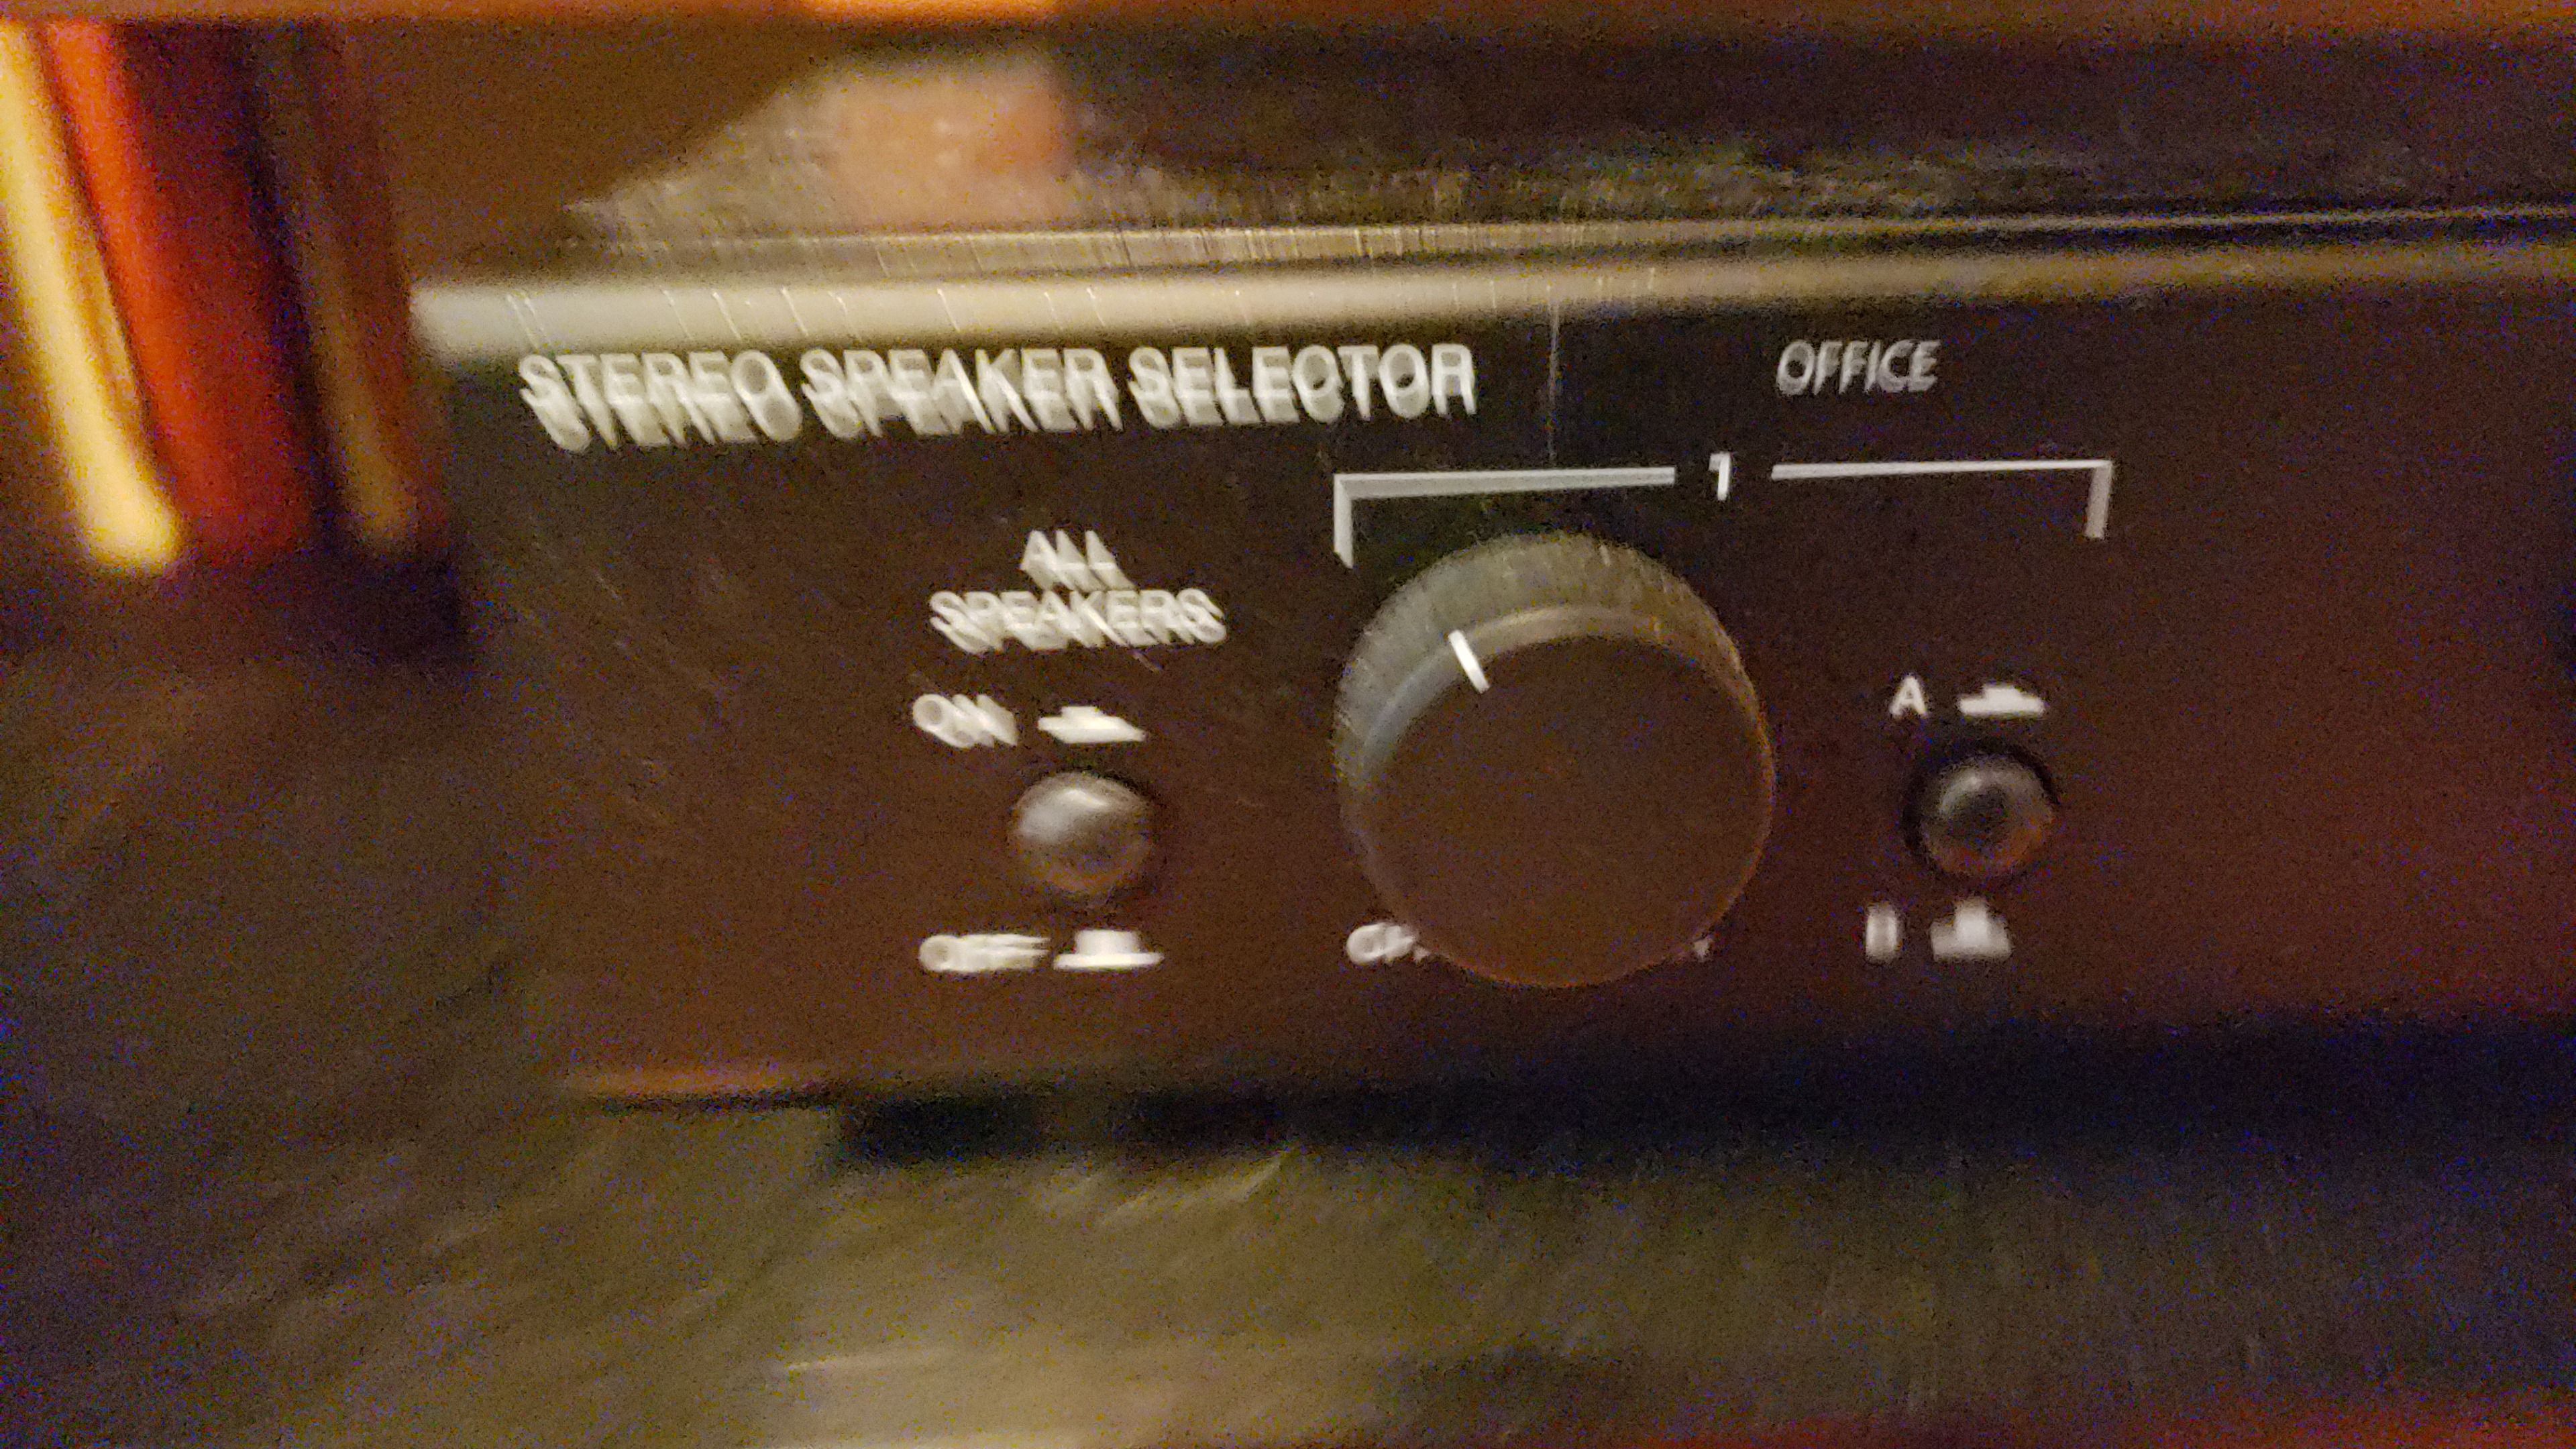 STEREO SPEAKER SELECTOR
OFFICE
1
ALL
SPEAKERS
ON
A
OFF